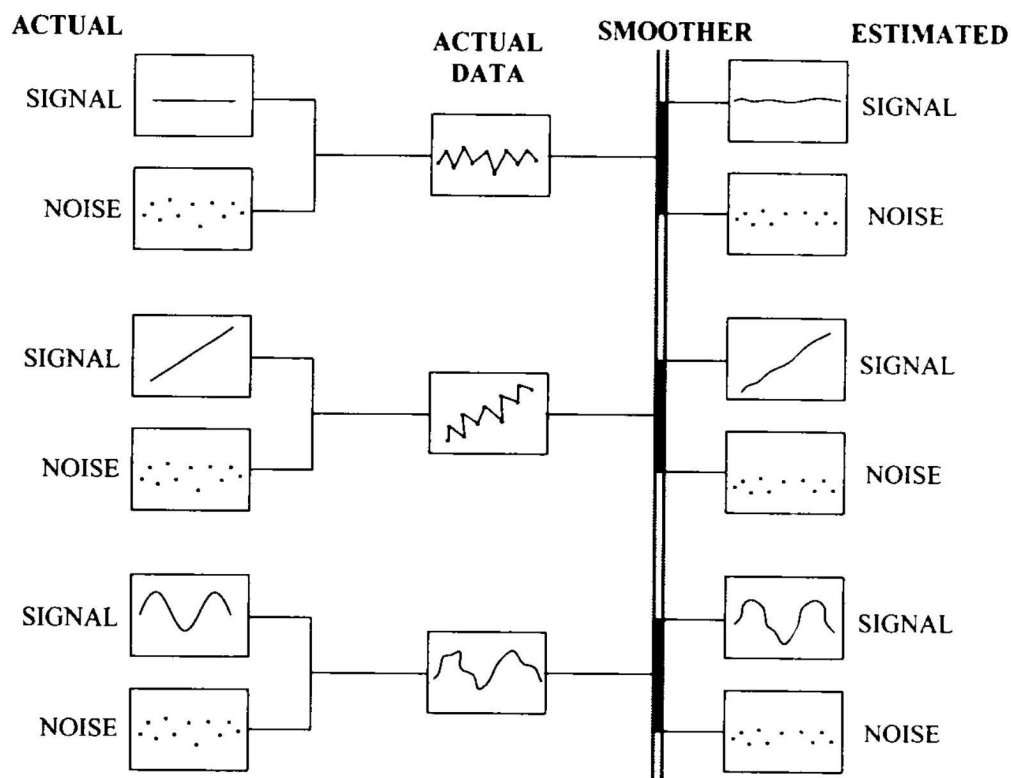 ACTUAL
ACTUAL
DATA
SMOOTHER
ESTIMATED
SIGNAL
SIGNAL
NOISE
NOISE
SIGNAL
SIGNAL
NOISE
NOISE
SIGNAL
SIGNAL
NOISE
NOISE